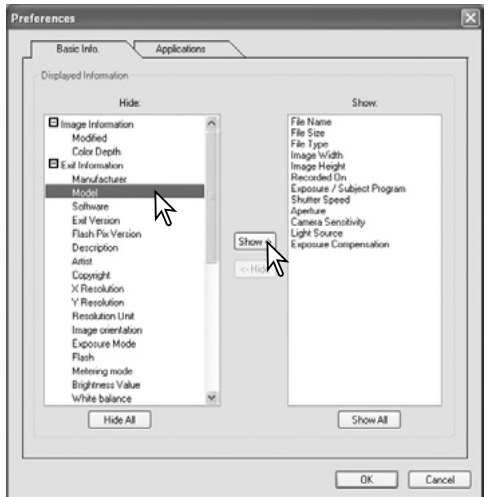 Preferences
Basic Info.
Applications
Displayed Information
Hide:
Image Information
Modified
Color Depth
Exif Information
Manufacturer
Model
Software
Exif Version
Flash Pix Version
Description
Artist
Copyright
X Resolution
Y Resolution
Resolution Unit
Image orientation
Exposure Mode
Flash
Metering mode
Brightness Value
White balance
Hide All
Show ->
<- Hide
Show:
File Name
File Size
File Type
Image Width
Image Height
Recorded On
Exposure / Subject Program
Shutter Speed
Aperture
Camera Sensitivity
Light Source
Exposure Compensation
Show All
OK
Cancel